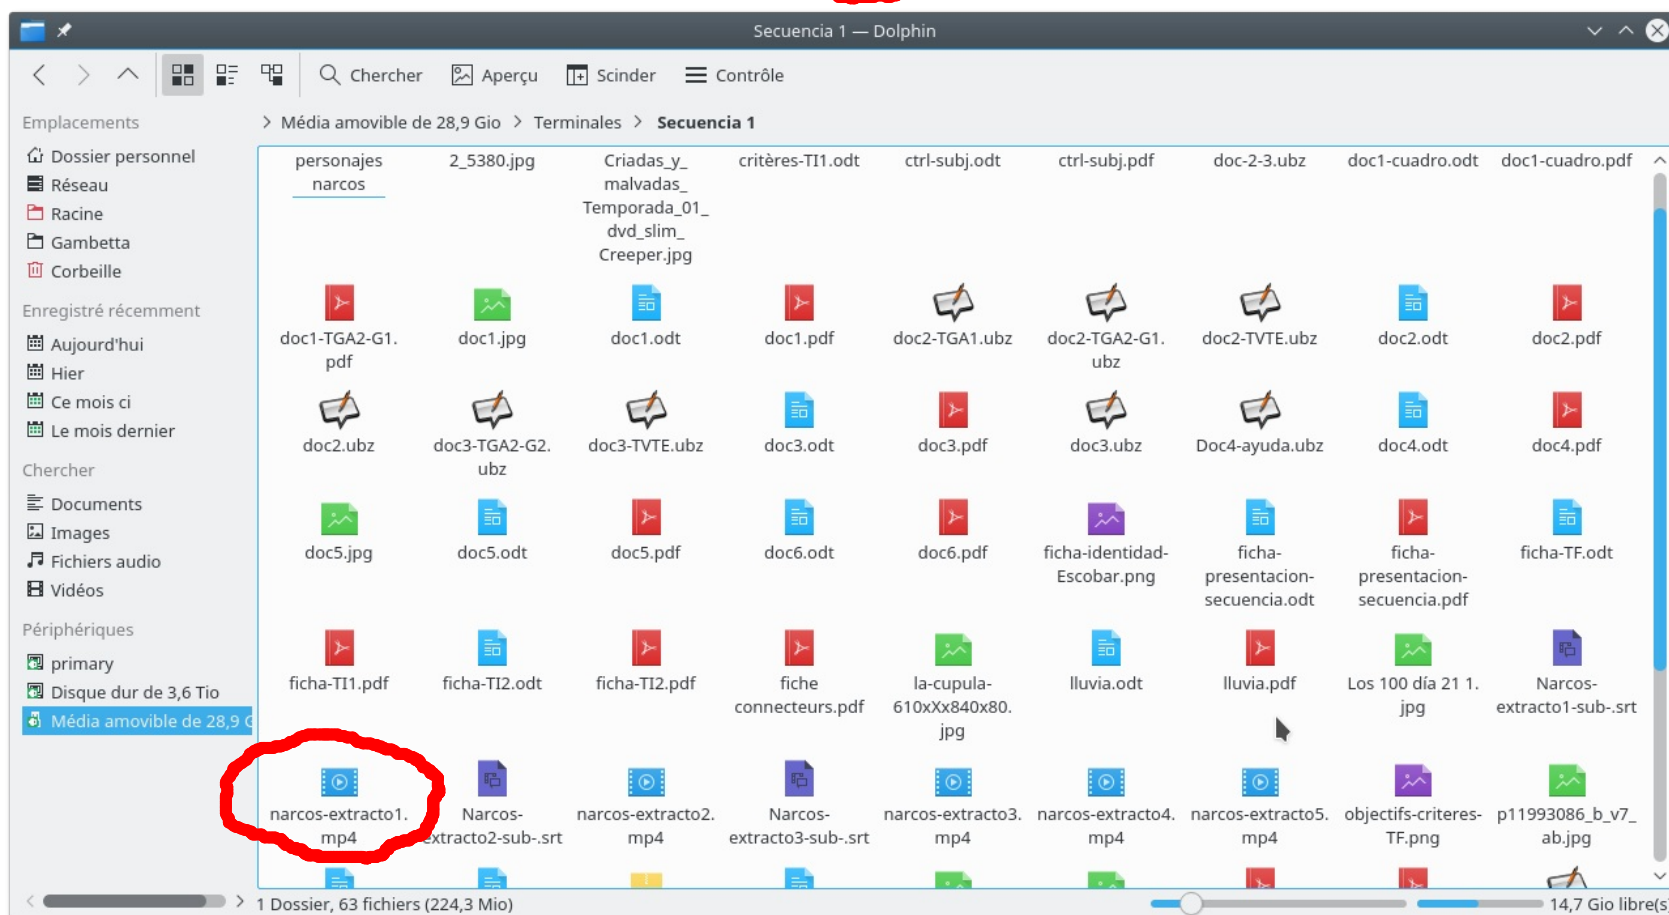 Secuencia 1 — Dolphin
Chercher Aperçu Scinder Contrôle
Emplacements
Dossier personnel
Réseau
Racine
Gambetta
Corbeille
Enregistré récemment
Aujourd'hui
Hier
Ce mois ci
Le mois dernier
Chercher
Documents
Images
Fichiers audio
Vidéos
Périphériques
primary
Disque dur de 3,6 Tio
Média amovible de 28,9 G
> Média amovible de 28,9 Gio > Terminales > Secuencia 1
personajes
narcos
2_5380.jpg
Criadas_y_
malvadas_
Temporada_01_
dvd_slim_
Creeper.jpg
critères-TI1.odt
ctrl-subj.odt
ctrl-subj.pdf
doc-2-3.ubz
doc1-cuadro.odt
doc1-cuadro.pdf
doc1-TGA2-G1.
pdf
doc1.jpg
doc1.odt
doc1.pdf
doc2-TGA1.ubz
doc2-TGA2-G1.
ubz
doc2-TVTE.ubz
doc2.odt
doc2.pdf
doc2.ubz
doc3-TGA2-G2.
ubz
doc3-TVTE.ubz
doc3.odt
doc3.pdf
doc3.ubz
Doc4-ayuda.ubz
doc4.odt
doc4.pdf
doc5.jpg
doc5.odt
doc5.pdf
doc6.odt
doc6.pdf
ficha-identidad-
Escobar.png
ficha-
presentacion-
secuencia.odt
ficha-
presentacion-
secuencia.pdf
ficha-TF.odt
ficha-TI1.pdf
ficha-TI2.odt
ficha-TI2.pdf
fiche
connecteurs.pdf
la-cupula-
610xXx840x80.
jpg
lluvia.odt
lluvia.pdf
Los 100 día 21 1.
jpg
Narcos-
extracto1-sub-.srt
narcos-extracto1.
mp4
Narcos-
extracto2-sub-.srt
narcos-extracto2.
mp4
Narcos-
extracto3-sub-.srt
narcos-extracto3.
mp4
narcos-extracto4.
mp4
narcos-extracto5.
mp4
objectifs-criteres-
TF.png
p11993086_b_v7_
ab.jpg
1 Dossier, 63 fichiers (224,3 Mio)
14,7 Gio libre(s